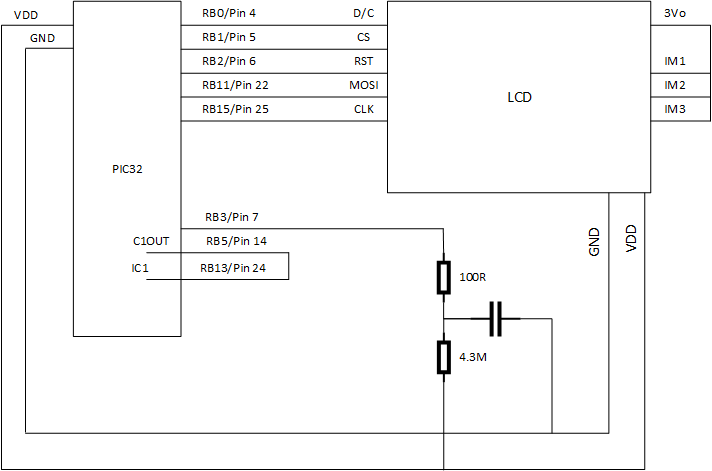 VDD
GND
RB0/Pin 4
D/C
3Vo
RB1/Pin 5
CS
RB2/Pin 6
RST
IM1
RB11/Pin 22
MOSI
IM2
RB15/Pin 25
CLK
IM3
LCD
PIC32
RB3/Pin 7
C1OUT
RB5/Pin 14
IC1
RB13/Pin 24
GND
VDD
100R
4.3M